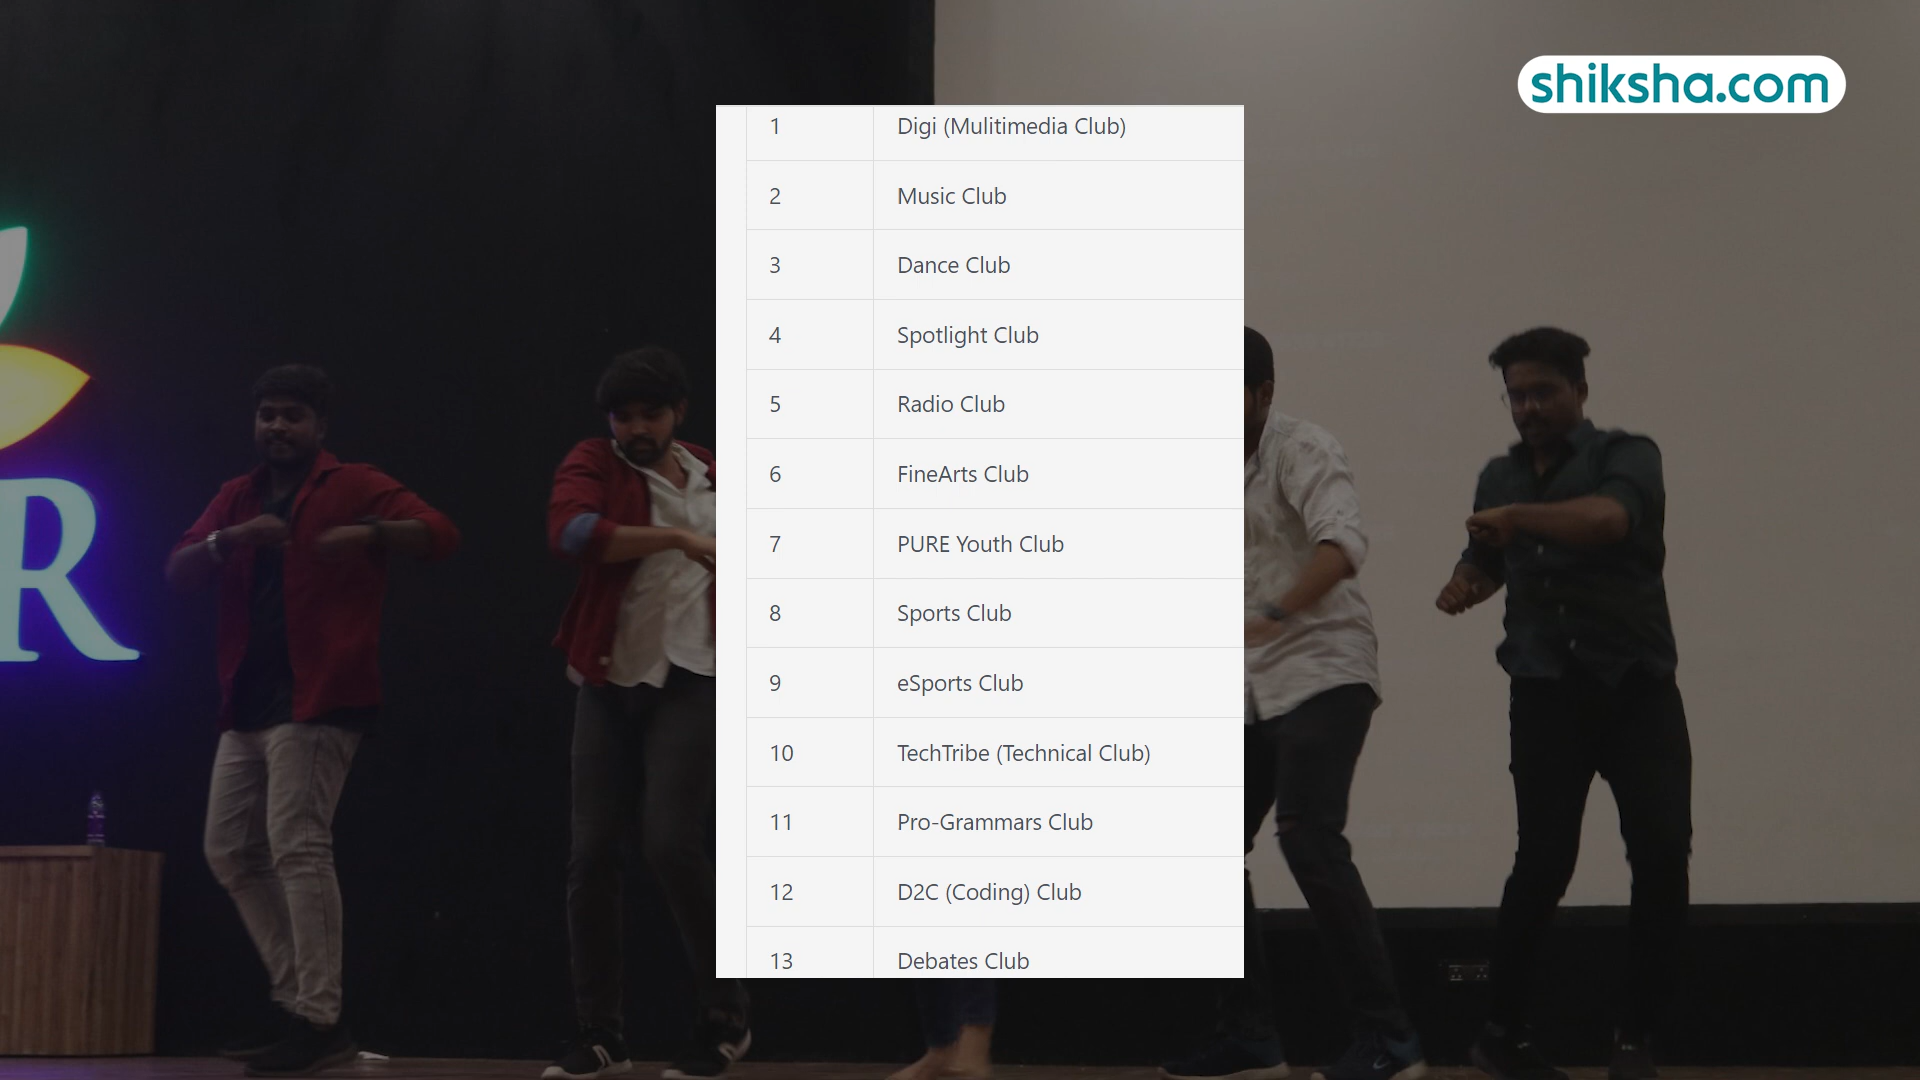 shiksha.com
1 Digi (Mulitimedia Club)
2 Music Club
3 Dance Club
4 Spotlight Club
5 Radio Club
6 FineArts Club
7 PURE Youth Club
8 Sports Club
9 eSports Club
10 TechTribe (Technical Club)
11 Pro-Grammars Club
12 D2C (Coding) Club
13 Debates Club
R